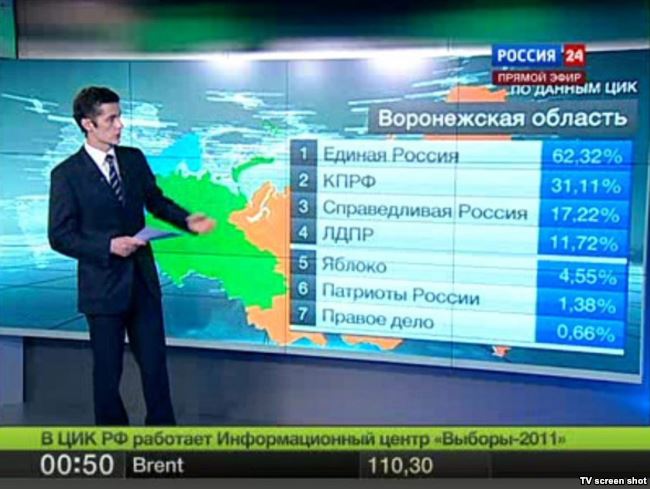 РОССИЯ 24
ПРЯМОЙ ЭФИР
ПО ДАННЫМ ЦИК
Воронежская область
1 Единая Россия 62,32%
2 КПРФ 31,11%
3 Справедливая Россия 17,22%
4 ЛДПР 11,72%
5 Яблоко 4,55%
6 Патриоты России 1,38%
7 Правое дело 0,66%
В ЦИК РФ работает Информационный центр «Выборы-2011»
00:50 Brent 110,30
TV screen shot